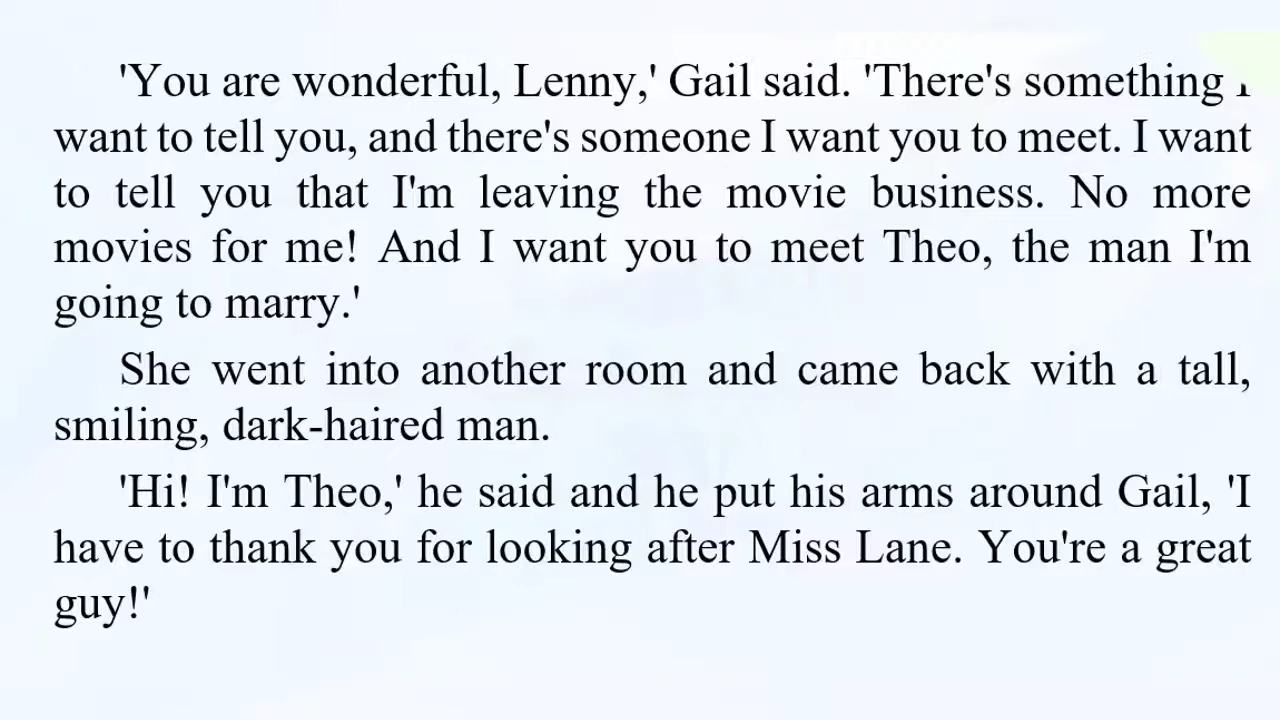 'You are wonderful, Lenny,' Gail said. 'There's something I
want to tell you, and there's someone I want you to meet. I want
to tell you that I'm leaving the movie business. No more
movies for me! And I want you to meet Theo, the man I'm
going to marry.'
She went into another room and came back with a tall,
smiling, dark-haired man.
'Hi! I'm Theo,' he said and he put his arms around Gail, 'I
have to thank you for looking after Miss Lane. You're a great
guy!'